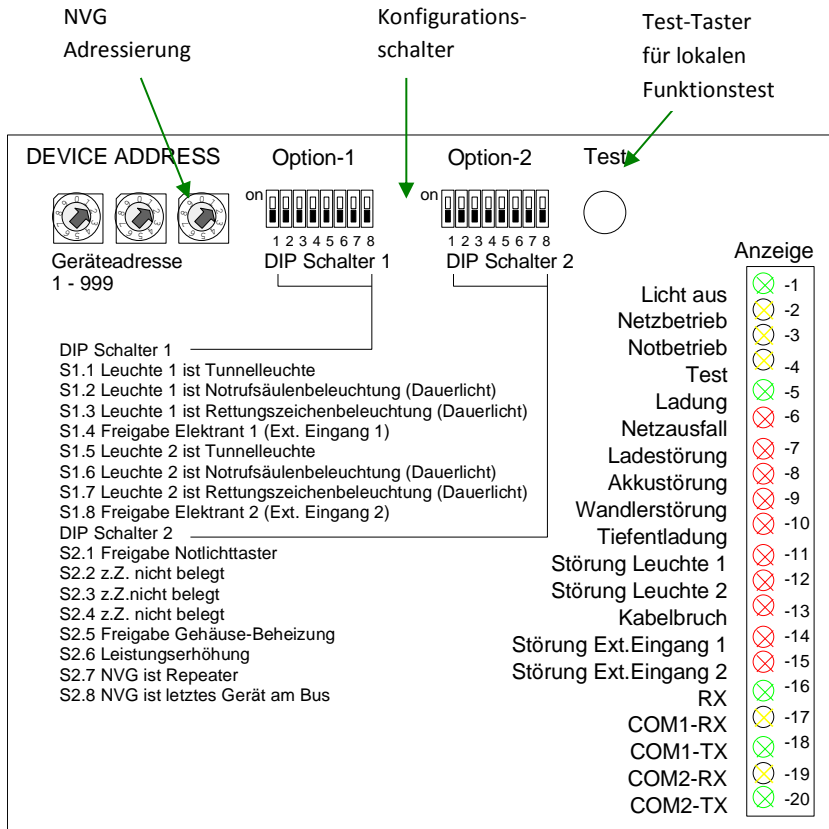 NVG
Adressierung
Konfigurations-
schalter
Test-Taster
für lokalen
Funktionstest
DEVICE ADDRESS
Option-1
Option-2
Test
on
on
1 2 3 4 5 6 7 8
1 2 3 4 5 6 7 8
Geräteadresse
1 - 999
DIP Schalter 1
DIP Schalter 2
Anzeige
DIP Schalter 1
S1.1 Leuchte 1 ist Tunnelleuchte
S1.2 Leuchte 1 ist Notrufsäulenbeleuchtung (Dauerlicht)
S1.3 Leuchte 1 ist Rettungszeichenbeleuchtung (Dauerlicht)
S1.4 Freigabe Elektrant 1 (Ext. Eingang 1)
S1.5 Leuchte 2 ist Tunnelleuchte
S1.6 Leuchte 2 ist Notrufsäulenbeleuchtung (Dauerlicht)
S1.7 Leuchte 2 ist Rettungszeichenbeleuchtung (Dauerlicht)
S1.8 Freigabe Elektrant 2 (Ext. Eingang 2)
DIP Schalter 2
S2.1 Freigabe Notlichttaster
S2.2 z.Z. nicht belegt
S2.3 z.Z.nicht belegt
S2.4 z.Z. nicht belegt
S2.5 Freigabe Gehäuse-Beheizung
S2.6 Leistungserhöhung
S2.7 NVG ist Repeater
S2.8 NVG ist letztes Gerät am Bus
Licht aus -1
Netzbetrieb -2
Notbetrieb -3
Test -4
Ladung -5
Netzausfall -6
Ladestörung -7
Akkustörung -8
Wandlerstörung -9
Tiefentladung -10
Störung Leuchte 1 -11
Störung Leuchte 2 -12
Kabelbruch -13
Störung Ext.Eingang 1 -14
Störung Ext.Eingang 2 -15
RX -16
COM1-RX -17
COM1-TX -18
COM2-RX -19
COM2-TX -20